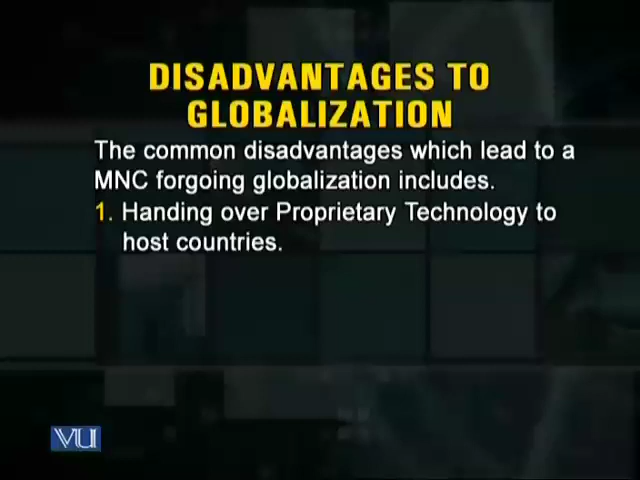 DISADVANTAGES TO
GLOBALIZATION
The common disadvantages which lead to a
MNC forgoing globalization includes.
1. Handing over Proprietary Technology to
host countries.
VU